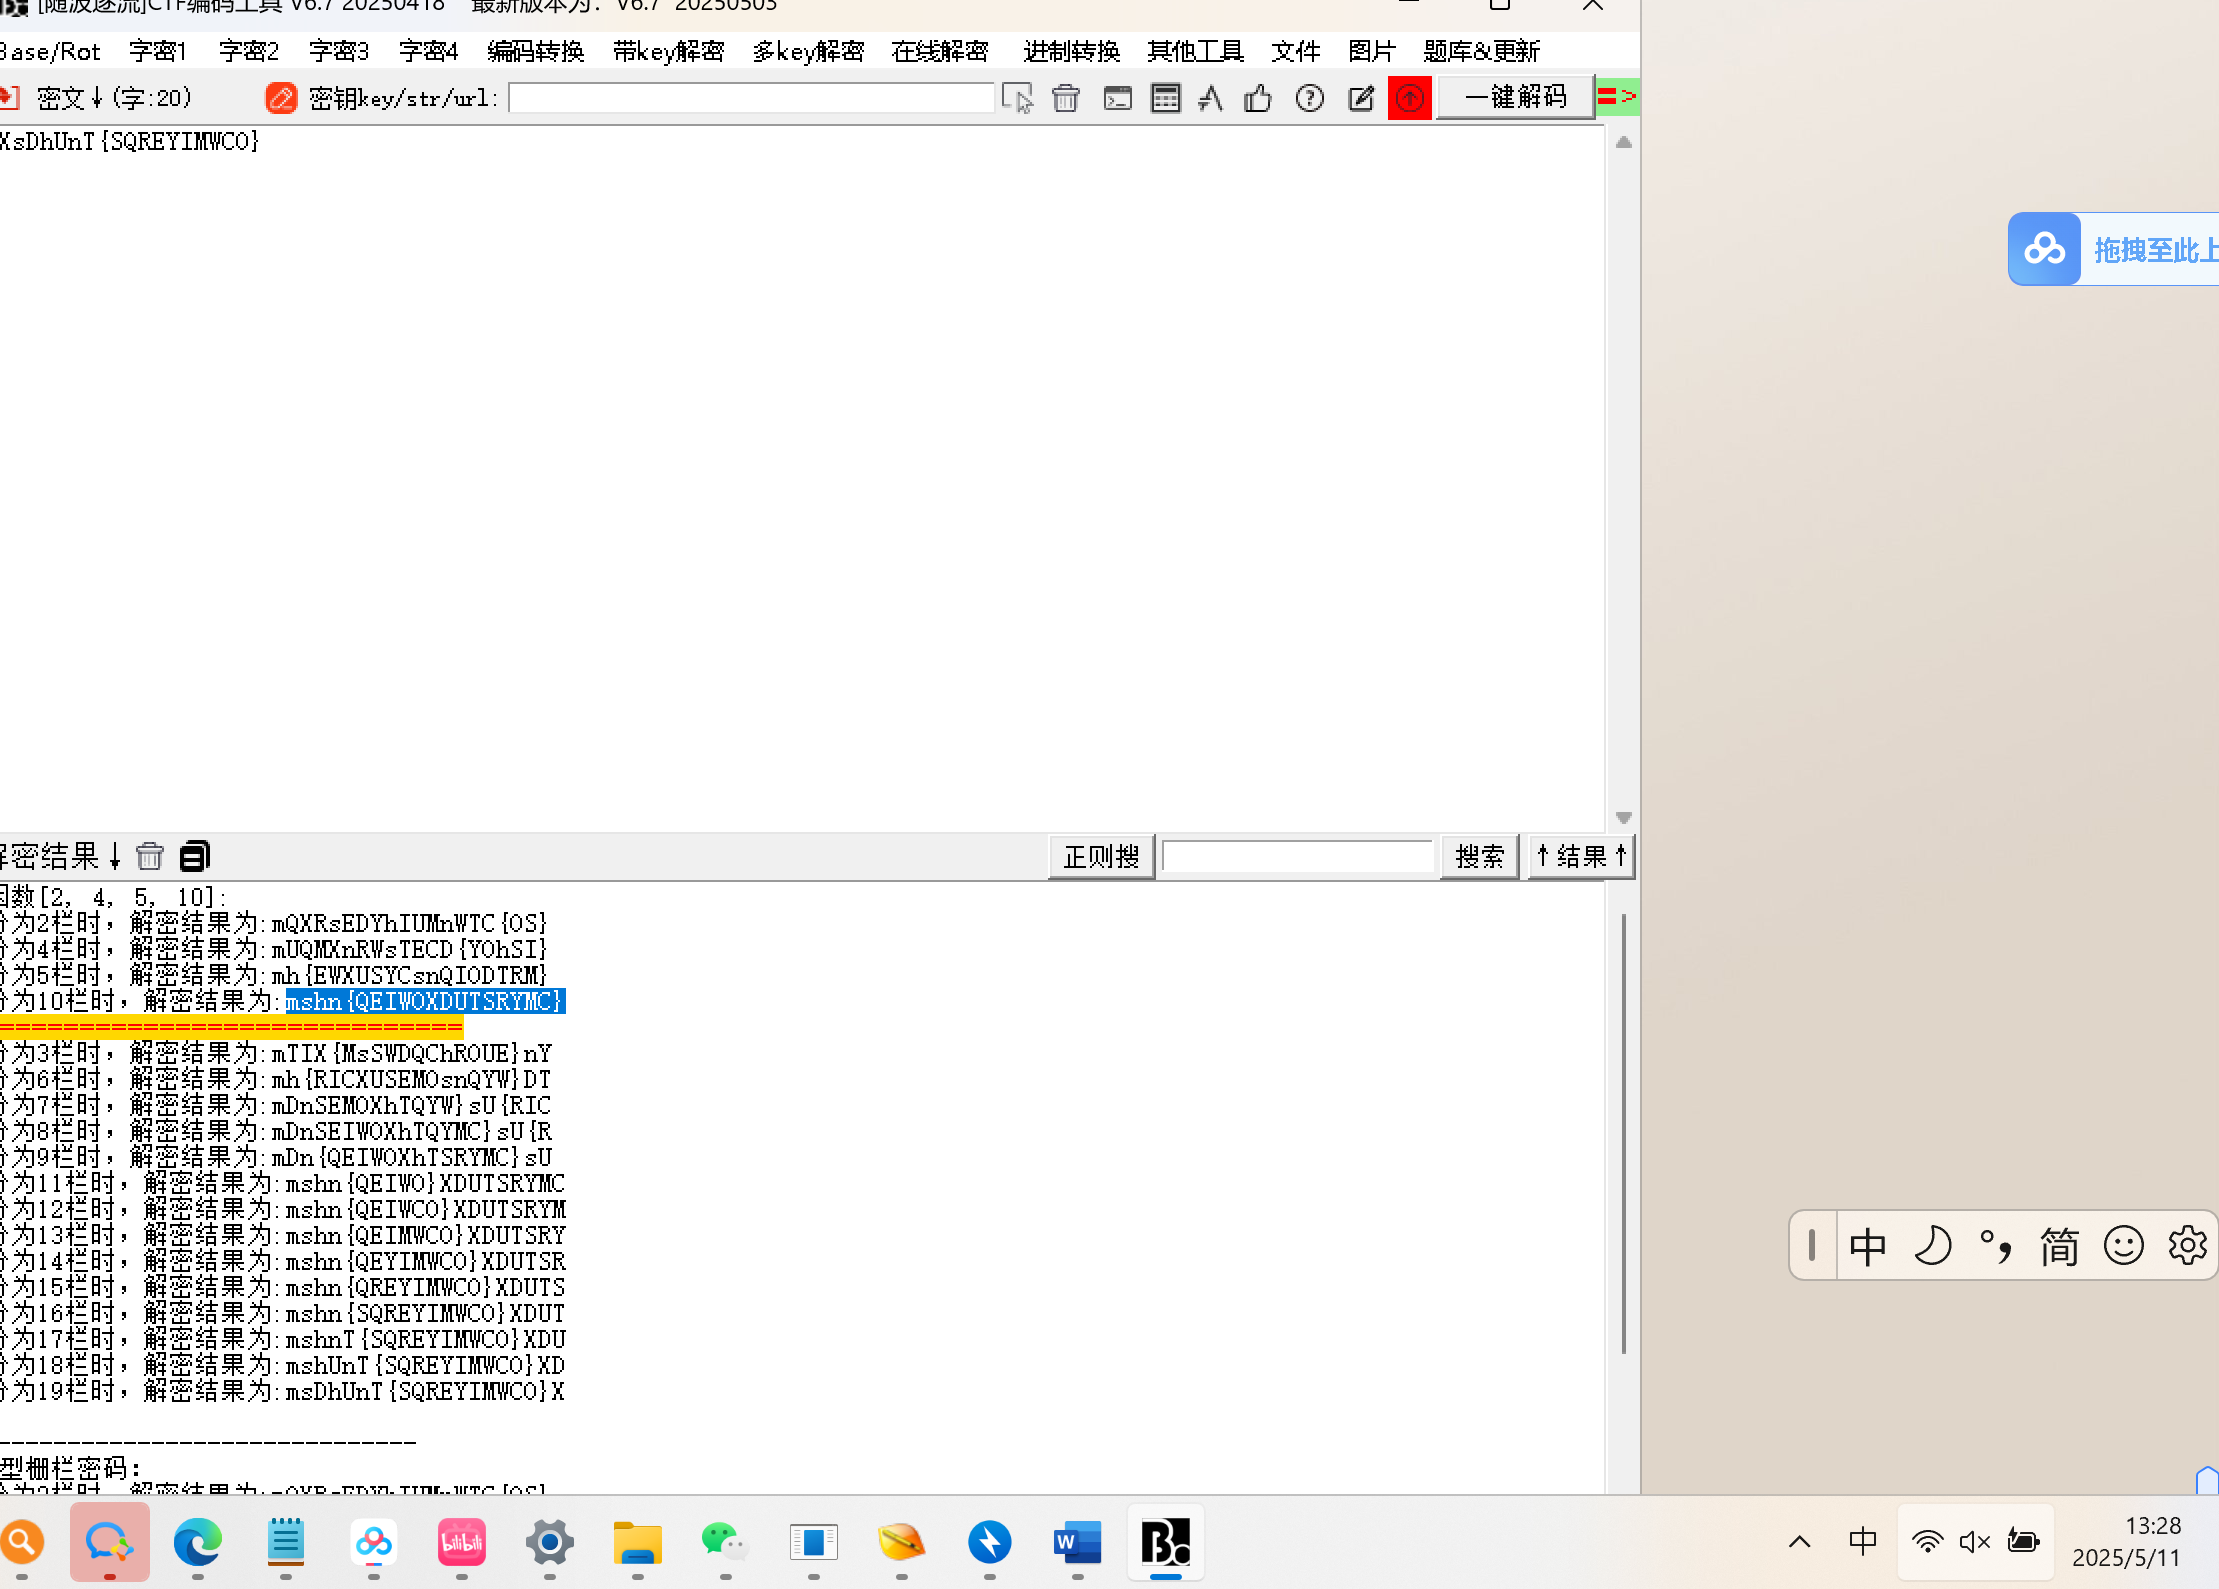 [随波逐流]CTF编码工具 V6.7 20250418 最新版本为: V6.7 20250503
Base/Rot 字密1 字密2 字密3 字密4 编码转换 带key解密 多key解密 在线解密 进制转换 其他工具 文件 图片 题库&更新
密文↓(字:20) 密钥key/str/url: 一键解码 =>
XsDhUnT{SQREYIMWCO}
拖拽至此上
解密结果↓ 正则搜 搜索 ↑结果↑
因数[2, 4, 5, 10]:
分为2栏时，解密结果为:mQXRsEDYhIUMnWTC{OS}
分为4栏时，解密结果为:mUQMXnRWsTECD{YOhSI}
分为5栏时，解密结果为:mh{EWXUSYCsnQIODTRM}
分为10栏时，解密结果为:mshn{QEIWOXDUTSRYMC}
=============================
分为3栏时，解密结果为:mTIX{MsSWDQChROUE}nY
分为6栏时，解密结果为:mh{RICXUSEMOsnQYW}DT
分为7栏时，解密结果为:mDnSEMOXhTQYW}sU{RIC
分为8栏时，解密结果为:mDnSEIWOXhTQYMC}sU{R
分为9栏时，解密结果为:mDn{QEIWOXhTSRYMC}sU
分为11栏时，解密结果为:mshn{QEIWO}XDUTSRYMC
分为12栏时，解密结果为:mshn{QEIWCO}XDUTSRYM
分为13栏时，解密结果为:mshn{QEIMWCO}XDUTSRY
分为14栏时，解密结果为:mshn{QEYIMWCO}XDUTSR
分为15栏时，解密结果为:mshn{QREYIMWCO}XDUTS
分为16栏时，解密结果为:mshn{SQREYIMWCO}XDUT
分为17栏时，解密结果为:mshnT{SQREYIMWCO}XDU
分为18栏时，解密结果为:mshUnT{SQREYIMWCO}XD
分为19栏时，解密结果为:msDhUnT{SQREYIMWCO}X
------------------------------
型栅栏密码:
分为2栏时，解密结果为:mQXRsEDYhIUMnWTC{OS}
中 °, 简
bilibili
W
中
13:28
2025/5/11